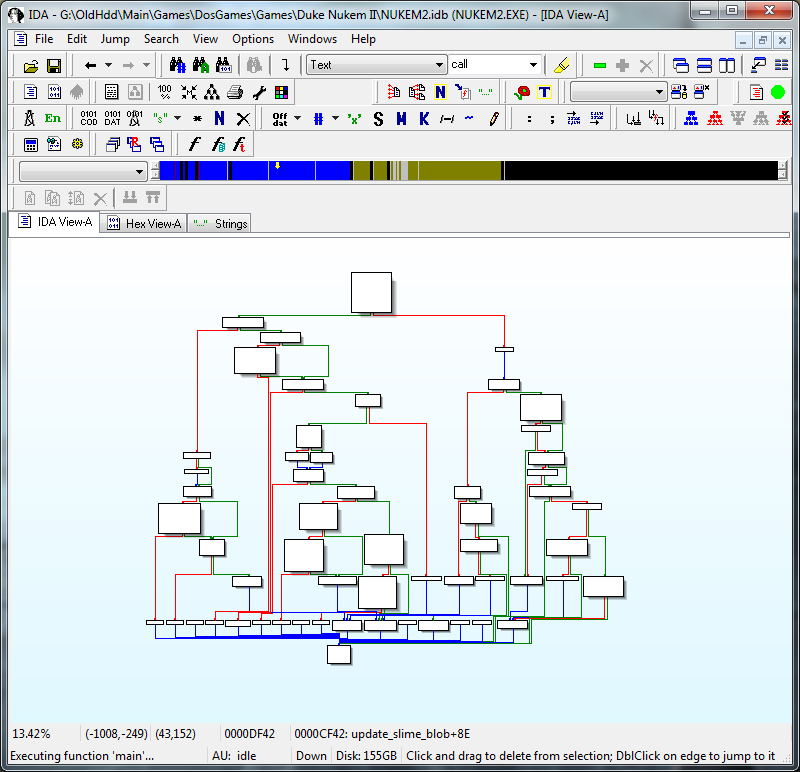 IDA - G:\OldHdd\Main\Games\DosGames\Games\Duke Nukem II\NUKEM2.idb (NUKEM2.EXE) - [IDA View-A]
File Edit Jump Search View Options Windows Help
Text call
100 % N T
En 0101 COD 0101 DAT N X Off dat # 'x' S M K : ;
f f f
IDA View-A Hex View-A Strings
13.42% (-1008,-249) (43,152) 0000DF42 0000CF42: update_slime_blob+8E
Executing function 'main'... AU: idle Down Disk: 155GB Click and drag to delete from selection; DblClick on edge to jump to it